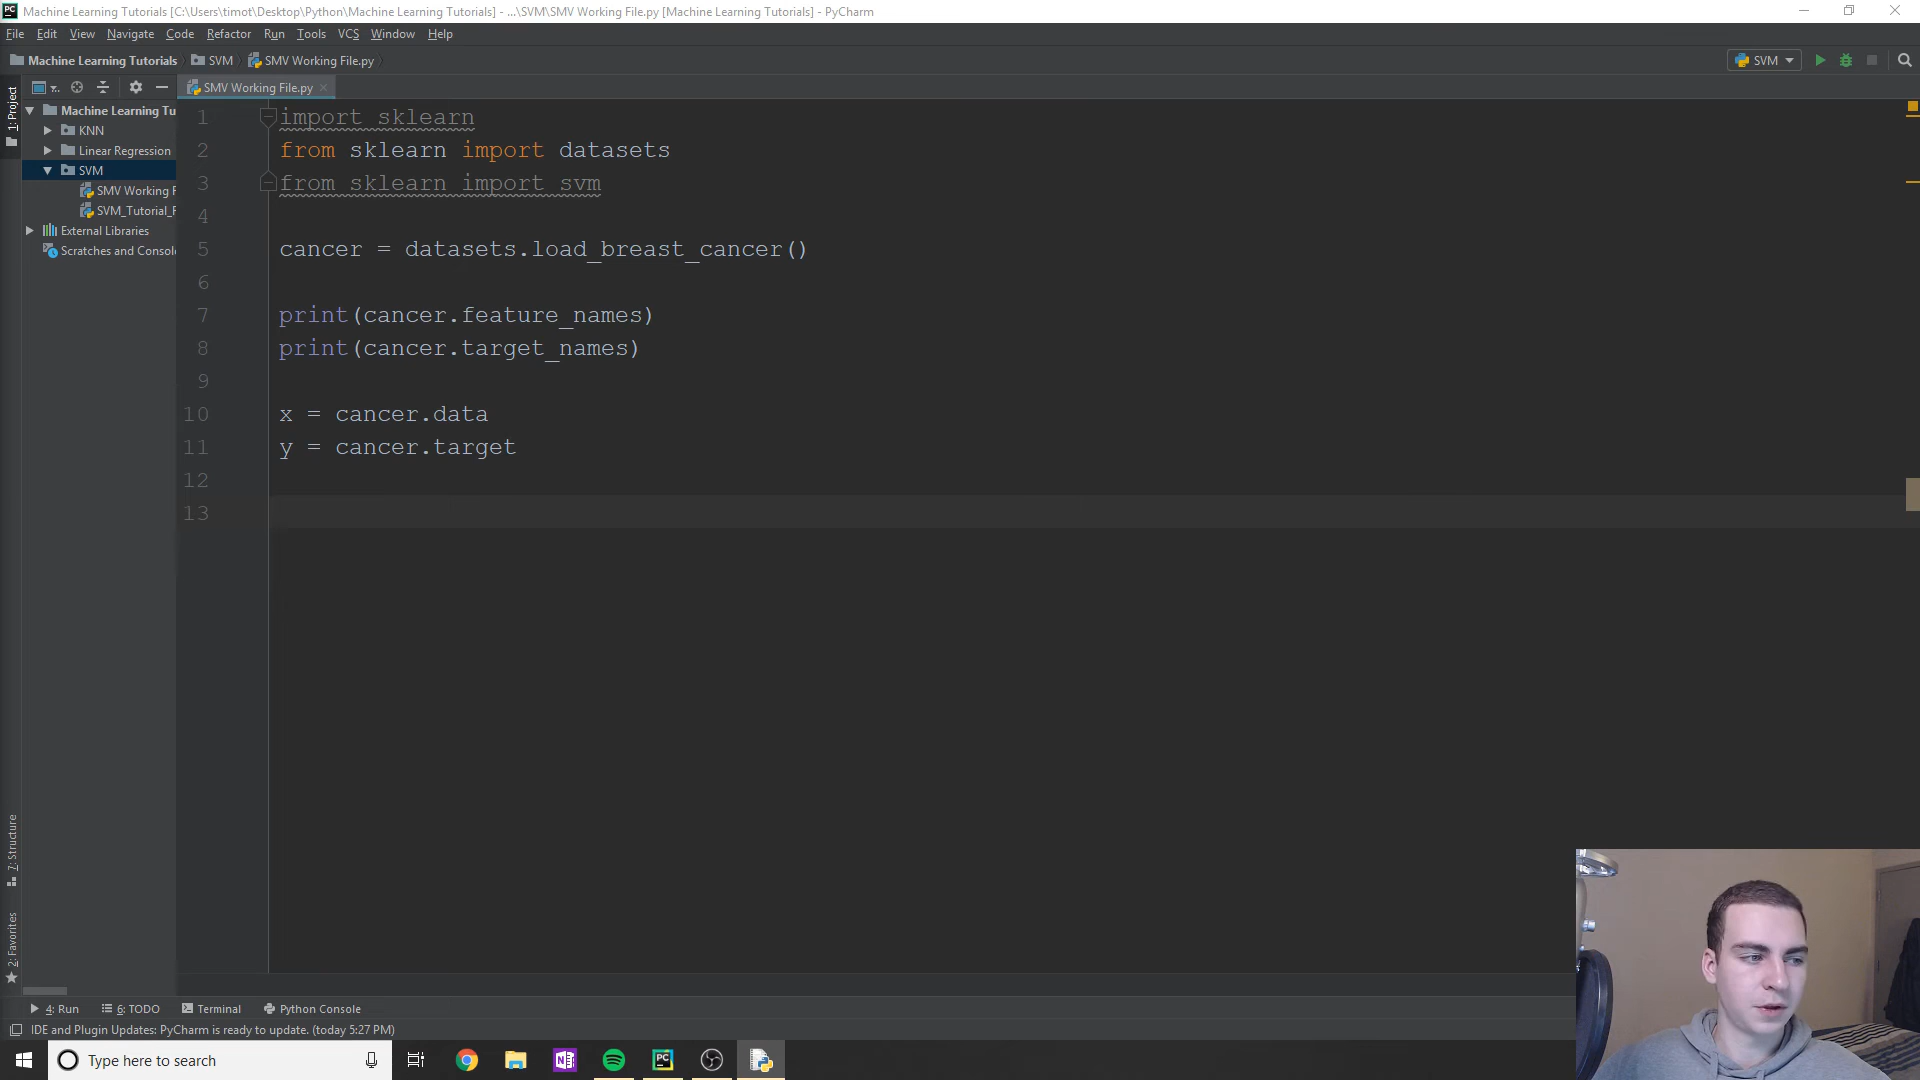 Machine Learning Tutorials [C:\Users\timot\Desktop\Python\Machine Learning Tutorials] - ...\SVM\SMV Working File.py [Machine Learning Tutorials] - PyCharm
File Edit View Navigate Code Refactor Run Tools VCS Window Help
Machine Learning Tutorials SVM SMV Working File.py
SVM
SMV Working File.py
1: Project
Machine Learning Tu
KNN
Linear Regression
SVM
SMV Working F
SVM_Tutorial_F
External Libraries
Scratches and Consol
7: Structure
2: Favorites
1 import sklearn
2 from sklearn import datasets
3 from sklearn import svm
4
5 cancer = datasets.load_breast_cancer()
6
7 print(cancer.feature_names)
8 print(cancer.target_names)
9
10 x = cancer.data
11 y = cancer.target
12
13
4: Run 6: TODO Terminal Python Console
IDE and Plugin Updates: PyCharm is ready to update. (today 5:27 PM)
Type here to search